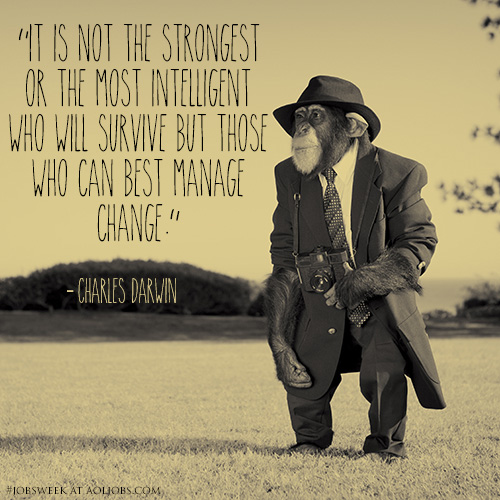 "IT IS NOT THE STRONGEST
OR THE MOST INTELLIGENT
WHO WILL SURVIVE BUT THOSE
WHO CAN BEST MANAGE
CHANGE."
- CHARLES DARWIN
#JOBSWEEK AT AOLJOBS.COM